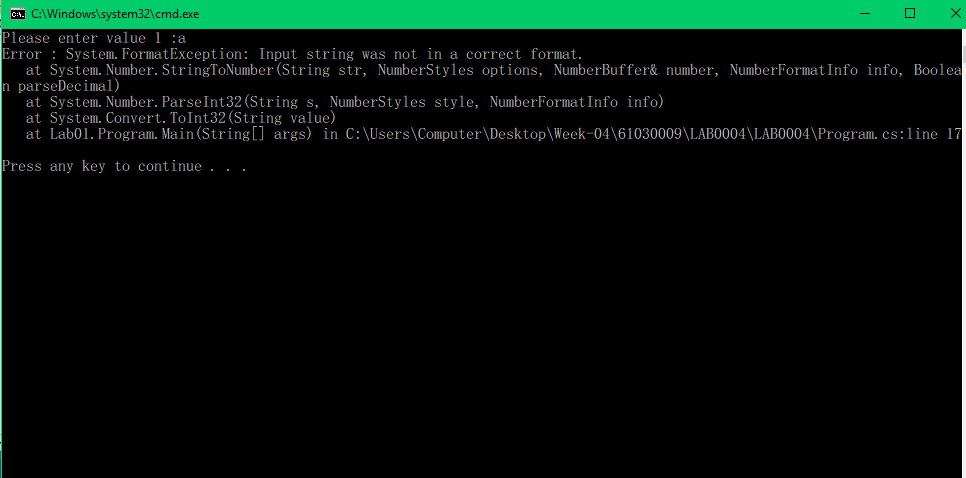 C:\Windows\system32\cmd.exe
Please enter value 1 :a
Error : System.FormatException: Input string was not in a correct format.
   at System.Number.StringToNumber(String str, NumberStyles options, NumberBuffer& number, NumberFormatInfo info, Boolea
n parseDecimal)
   at System.Number.ParseInt32(String s, NumberStyles style, NumberFormatInfo info)
   at System.Convert.ToInt32(String value)
   at Lab01.Program.Main(String[] args) in C:\Users\Computer\Desktop\Week-04\61030009\LAB0004\LAB0004\Program.cs:line 17
Press any key to continue . . .